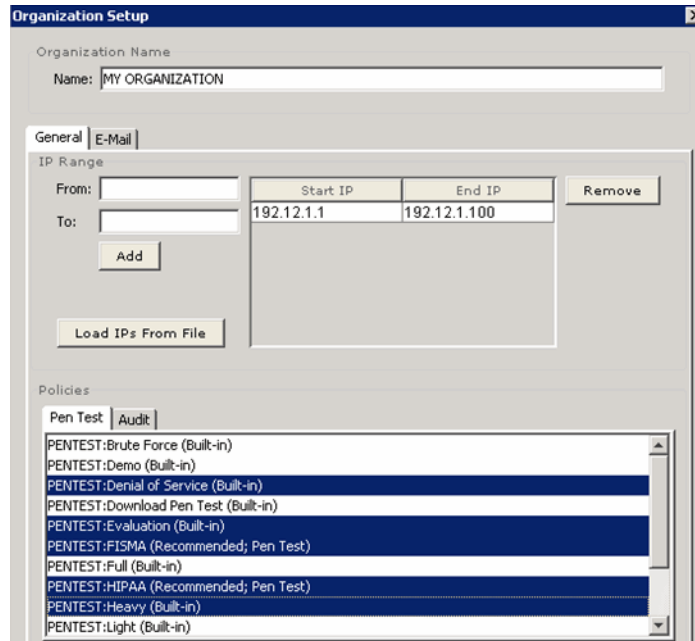 Organization Setup
Organization Name
Name: MY ORGANIZATION
General E-Mail
IP Range
From:
To:
Add
Load IPs From File
Start IP End IP
192.12.1.1 192.12.1.100
Remove
Policies
Pen Test Audit
PENTEST:Brute Force (Built-in)
PENTEST:Demo (Built-in)
PENTEST:Denial of Service (Built-in)
PENTEST:Download Pen Test (Built-in)
PENTEST:Evaluation (Built-in)
PENTEST:FISMA (Recommended; Pen Test)
PENTEST:Full (Built-in)
PENTEST:HIPAA (Recommended; Pen Test)
PENTEST:Heavy (Built-in)
PENTEST:Light (Built-in)